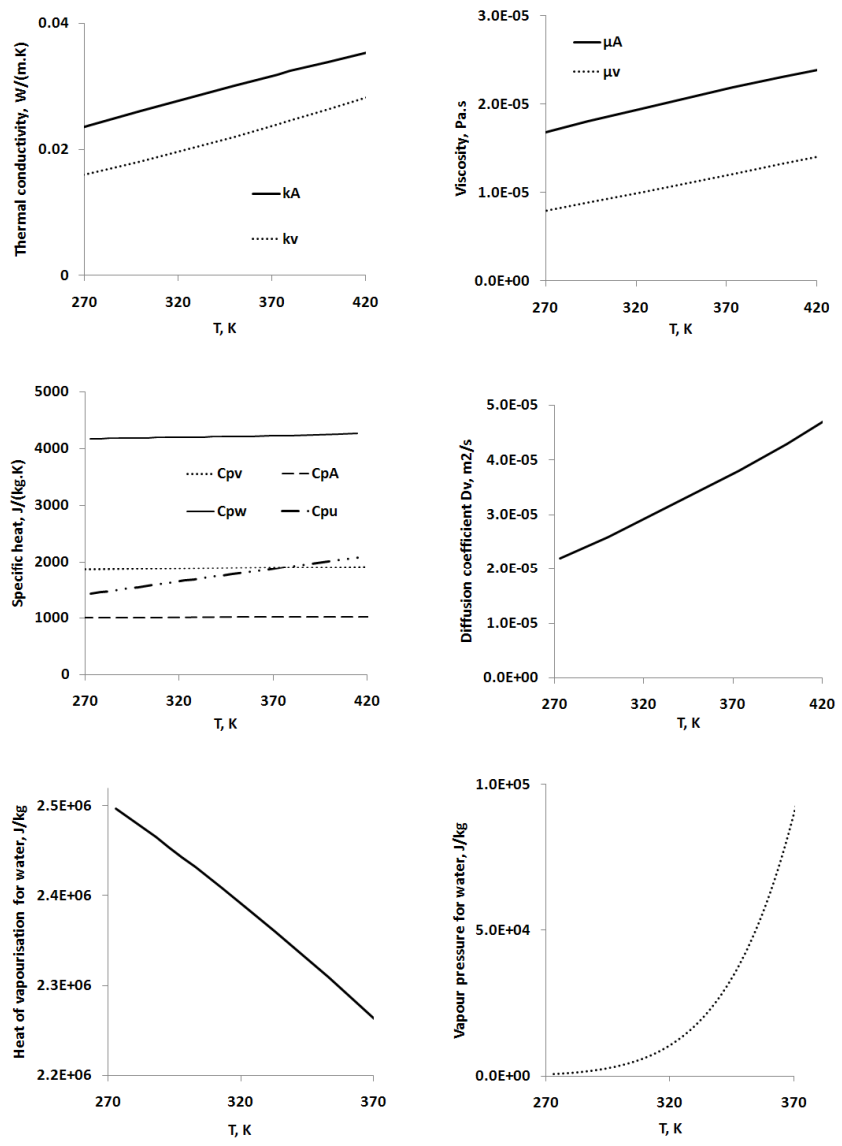 Thermal conductivity, W/(m.K)
0.04
0.02
0
kA
kv
270 320 370 420
T, K
Viscosity, Pa.s
3.0E-05
2.0E-05
1.0E-05
0.0E+00
μA
μv
270 320 370 420
T, K
Specific heat, J/(kg.K)
5000
4000
3000
2000
1000
0
Cpv CpA
Cpw Cpu
270 320 370 420
T, K
Diffusion coefficient Dv, m2/s
5.0E-05
4.0E-05
3.0E-05
2.0E-05
1.0E-05
0.0E+00
270 320 370 420
T, K
Heat of vapourisation for water, J/kg
2.5E+06
2.4E+06
2.3E+06
2.2E+06
270 320 370
T, K
Vapour pressure for water, J/kg
1.0E+05
5.0E+04
0.0E+00
270 320 370
T, K